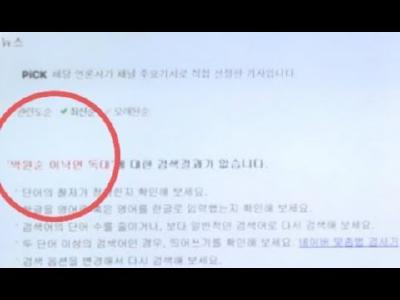 뉴스
PiCK 해당 언론사가 채널 주요기사로 직접 선정한 기사입니다.
관련도순 ✔최신순 오래된순
'박원순 이낙연 독대'에 대한 검색결과가 없습니다.
· 단어의 철자가 정확한지 확인해 보세요.
· 한글을 영어로 혹은 영어를 한글로 입력했는지 확인해 보세요.
· 검색어의 단어 수를 줄이거나, 보다 일반적인 검색어로 다시 검색해 보세요.
· 두 단어 이상의 검색어인 경우, 띄어쓰기를 확인해 보세요. 네이버 맞춤법 검사기
· 검색 옵션을 변경해서 다시 검색해 보세요.